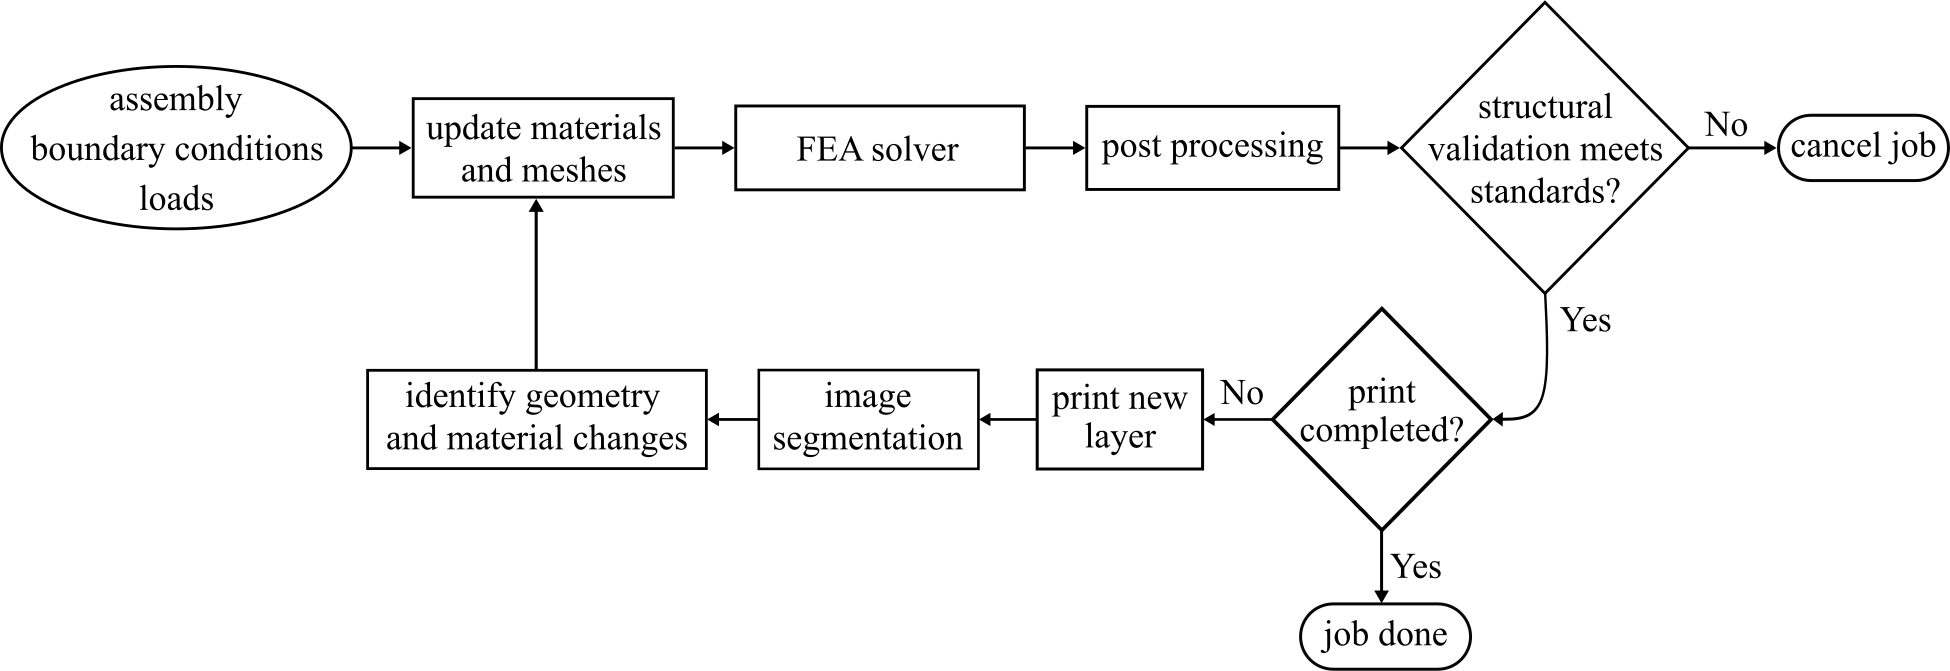 assembly
boundary conditions
loads
update materials
and meshes
FEA solver
post processing
structural
validation meets
standards?
No
cancel job
Yes
print
completed?
No
print new
layer
image
segmentation
identify geometry
and material changes
Yes
job done